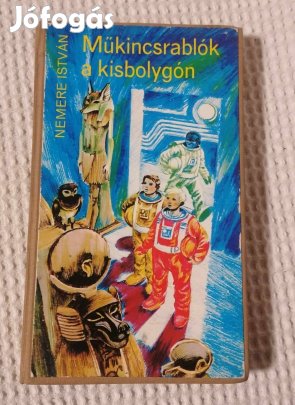 Jófogás
NEMERE ISTVÁN
Műkincsrablók
a kisbolygón